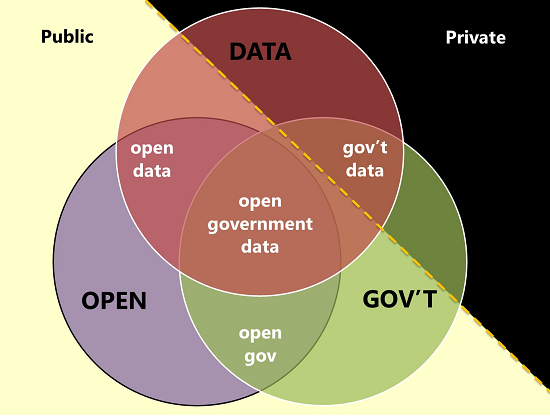 Public
Private
DATA
open
data
gov't
data
open
government
data
OPEN
GOV'T
open
gov